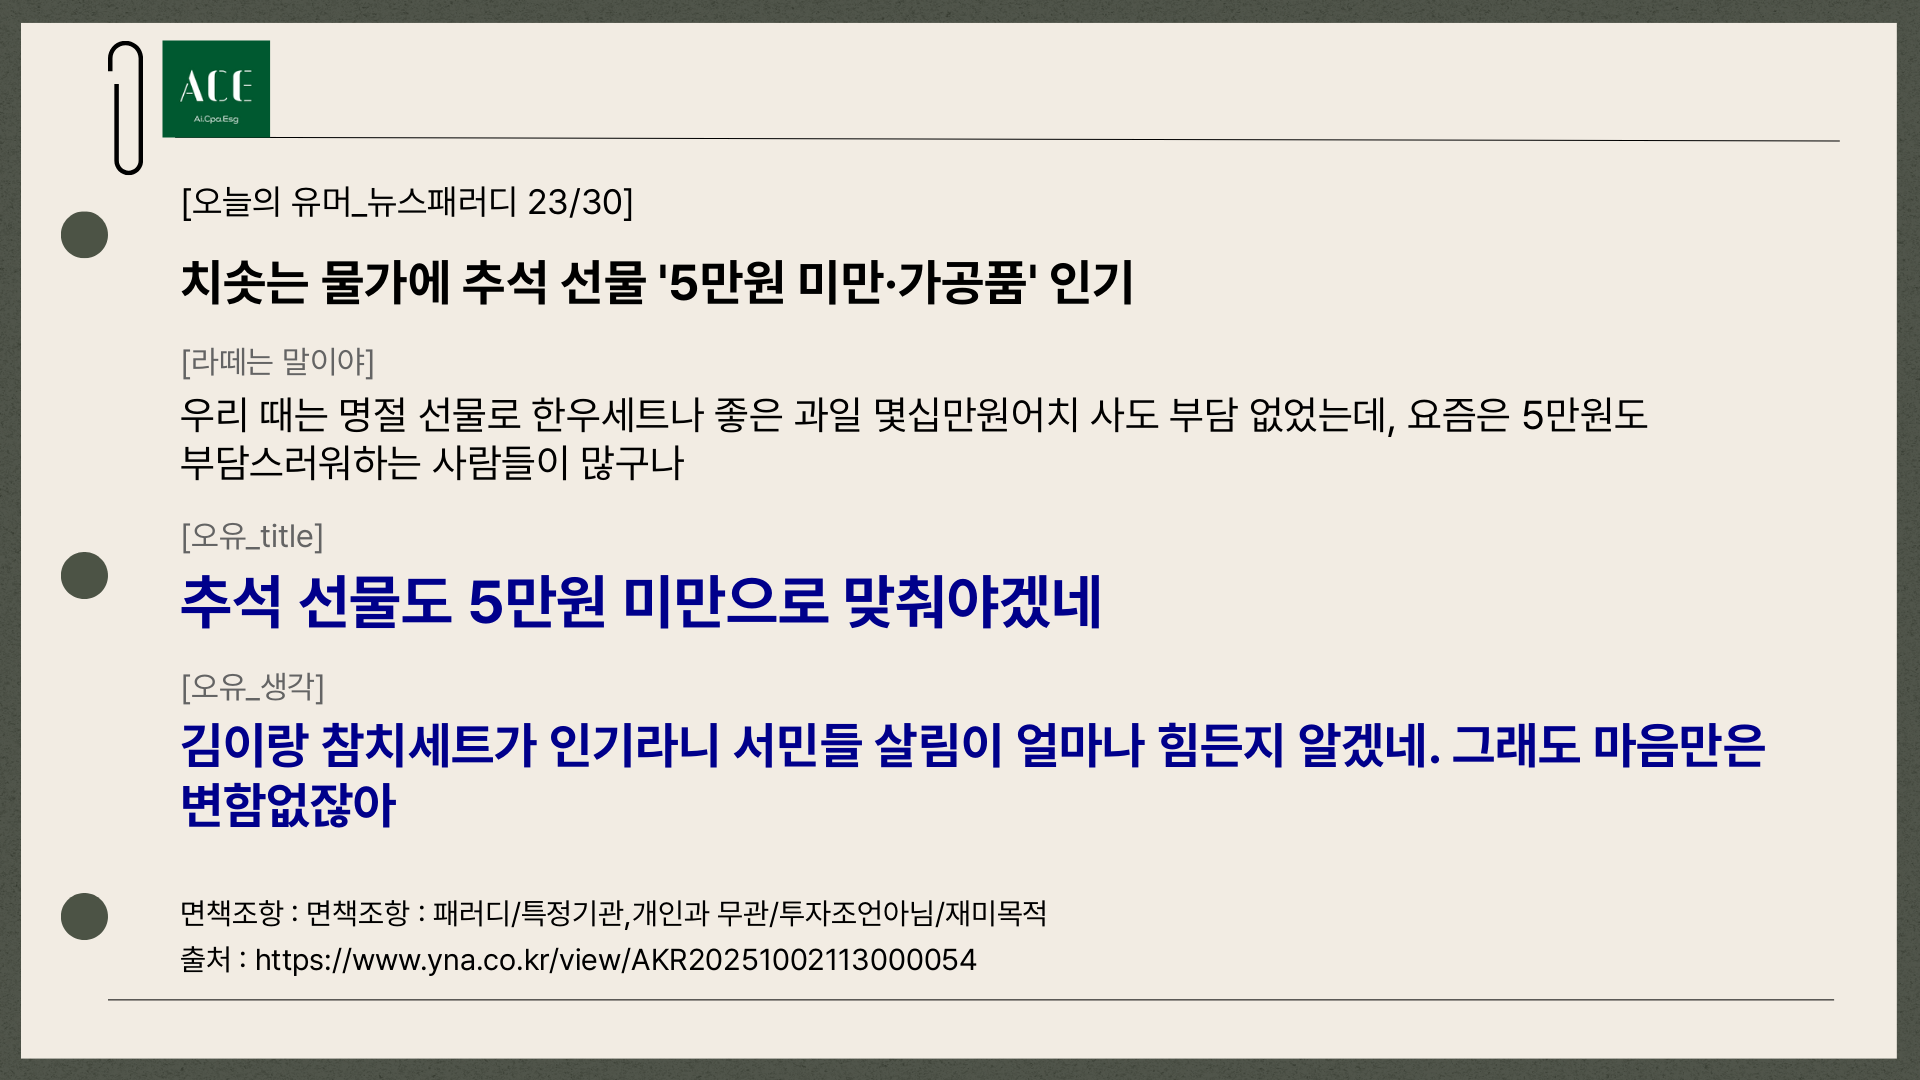 ACE
Ai.Cpa.Esg
[오늘의 유머_뉴스패러디 23/30]
치솟는 물가에 추석 선물 '5만원 미만·가공품' 인기
[라떼는 말이야]
우리 때는 명절 선물로 한우세트나 좋은 과일 몇십만원어치 사도 부담 없었는데, 요즘은 5만원도
부담스러워하는 사람들이 많구나
[오유_title]
추석 선물도 5만원 미만으로 맞춰야겠네
[오유_생각]
김이랑 참치세트가 인기라니 서민들 살림이 얼마나 힘든지 알겠네. 그래도 마음만은
변함없잖아
면책조항 : 면책조항 : 패러디/특정기관,개인과 무관/투자조언아님/재미목적
출처 : https://www.yna.co.kr/view/AKR20251002113000054